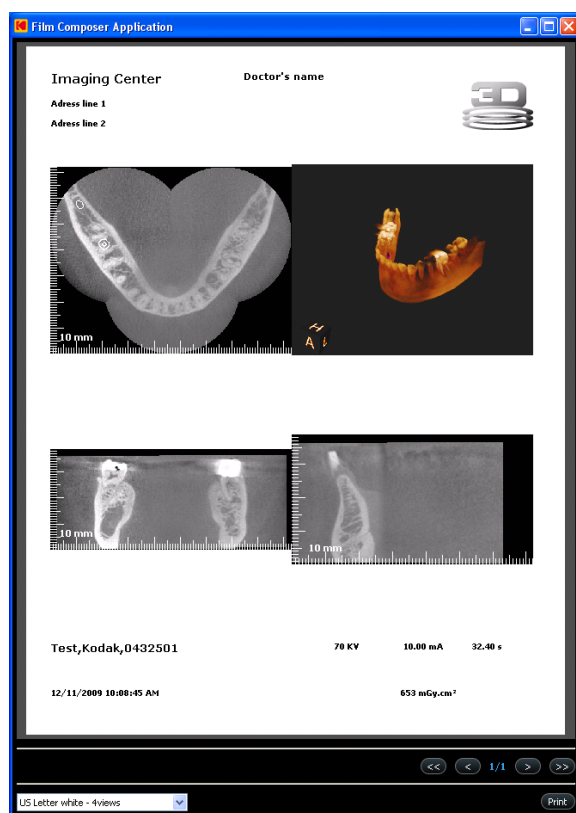 Film Composer Application
Imaging Center
Doctor's name
Adress line 1
Adress line 2
3D
10 mm
H
A
10 mm
10 mm
Test,Kodak,0432501
70 KV
10.00 mA
32.40 s
12/11/2009 10:08:45 AM
653 mGy.cm²
<< < 1/1 > >>
US Letter white - 4views
Print